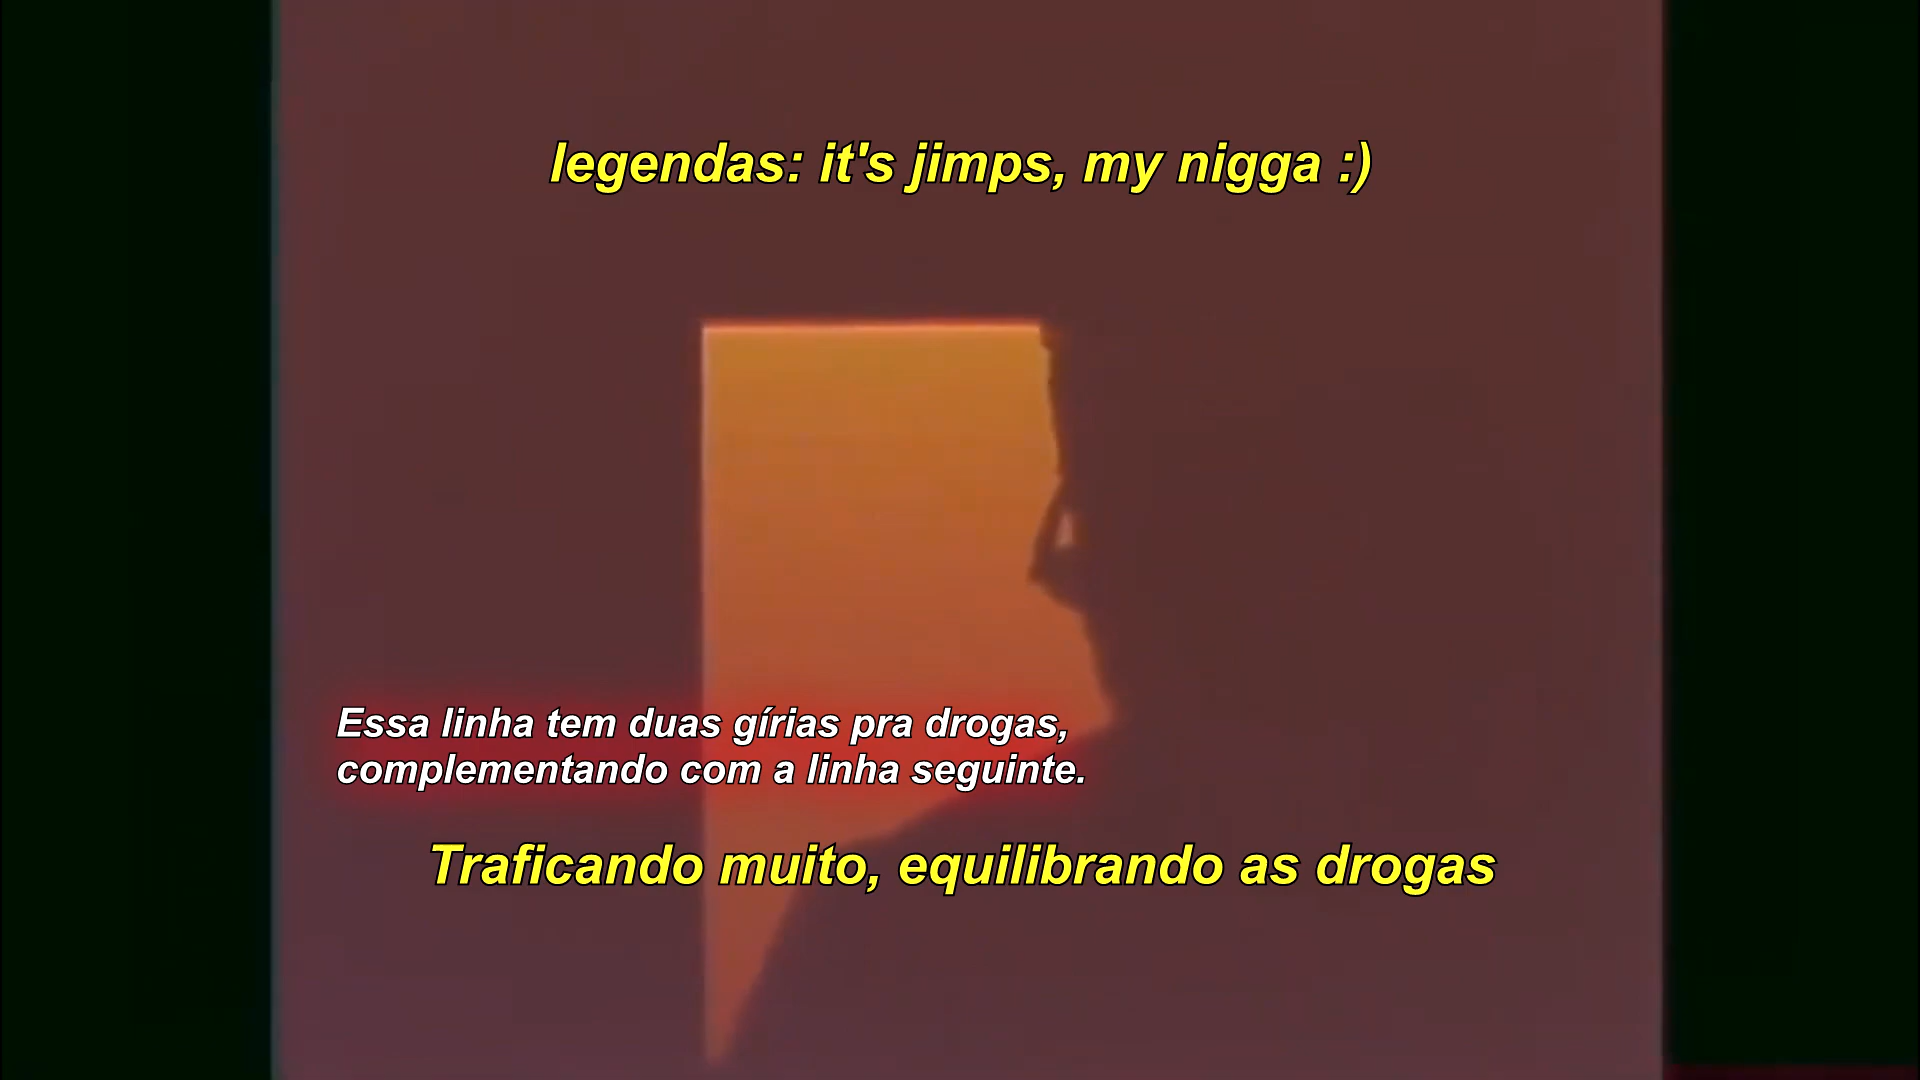 legendas: it's jimps, my nigga :)
Essa linha tem duas gírias pra drogas,
complementando com a linha seguinte.
Traficando muito, equilibrando as drogas